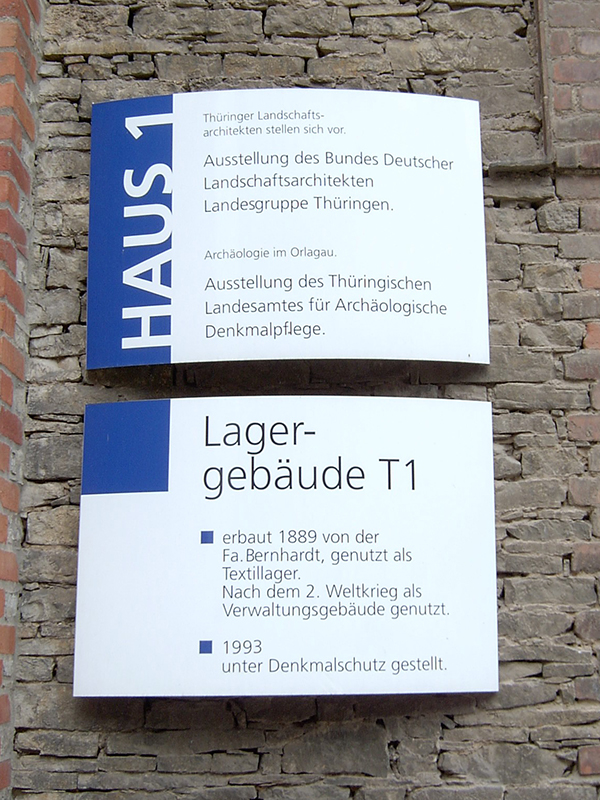 HAUS 1
Thüringer Landschafts-
architekten stellen sich vor.
Ausstellung des Bundes Deutscher
Landschaftsarchitekten
Landesgruppe Thüringen.
Archäologie im Orlagau.
Ausstellung des Thüringischen
Landesamtes für Archäologische
Denkmalpflege.
Lager-
gebäude T1
erbaut 1889 von der
Fa.Bernhardt, genutzt als
Textillager.
Nach dem 2. Weltkrieg als
Verwaltungsgebäude genutzt.
1993
unter Denkmalschutz gestellt.